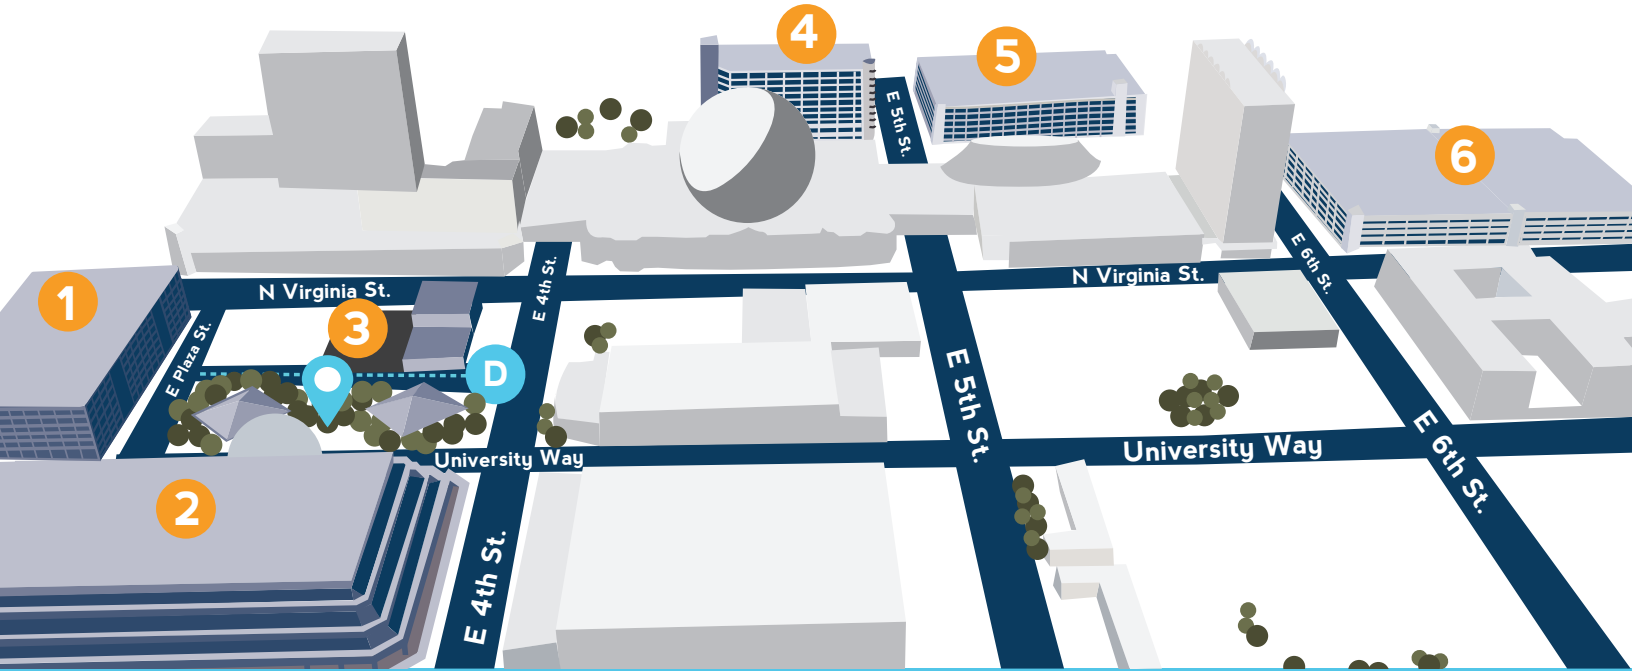 4
5
E 5th St.
6
E 6th St.
E 4th St.
N Virginia St.
N Virginia St.
1
3
E Plaza St.
D
E 5th St.
University Way
University Way
E 6th St.
2
E 4th St.